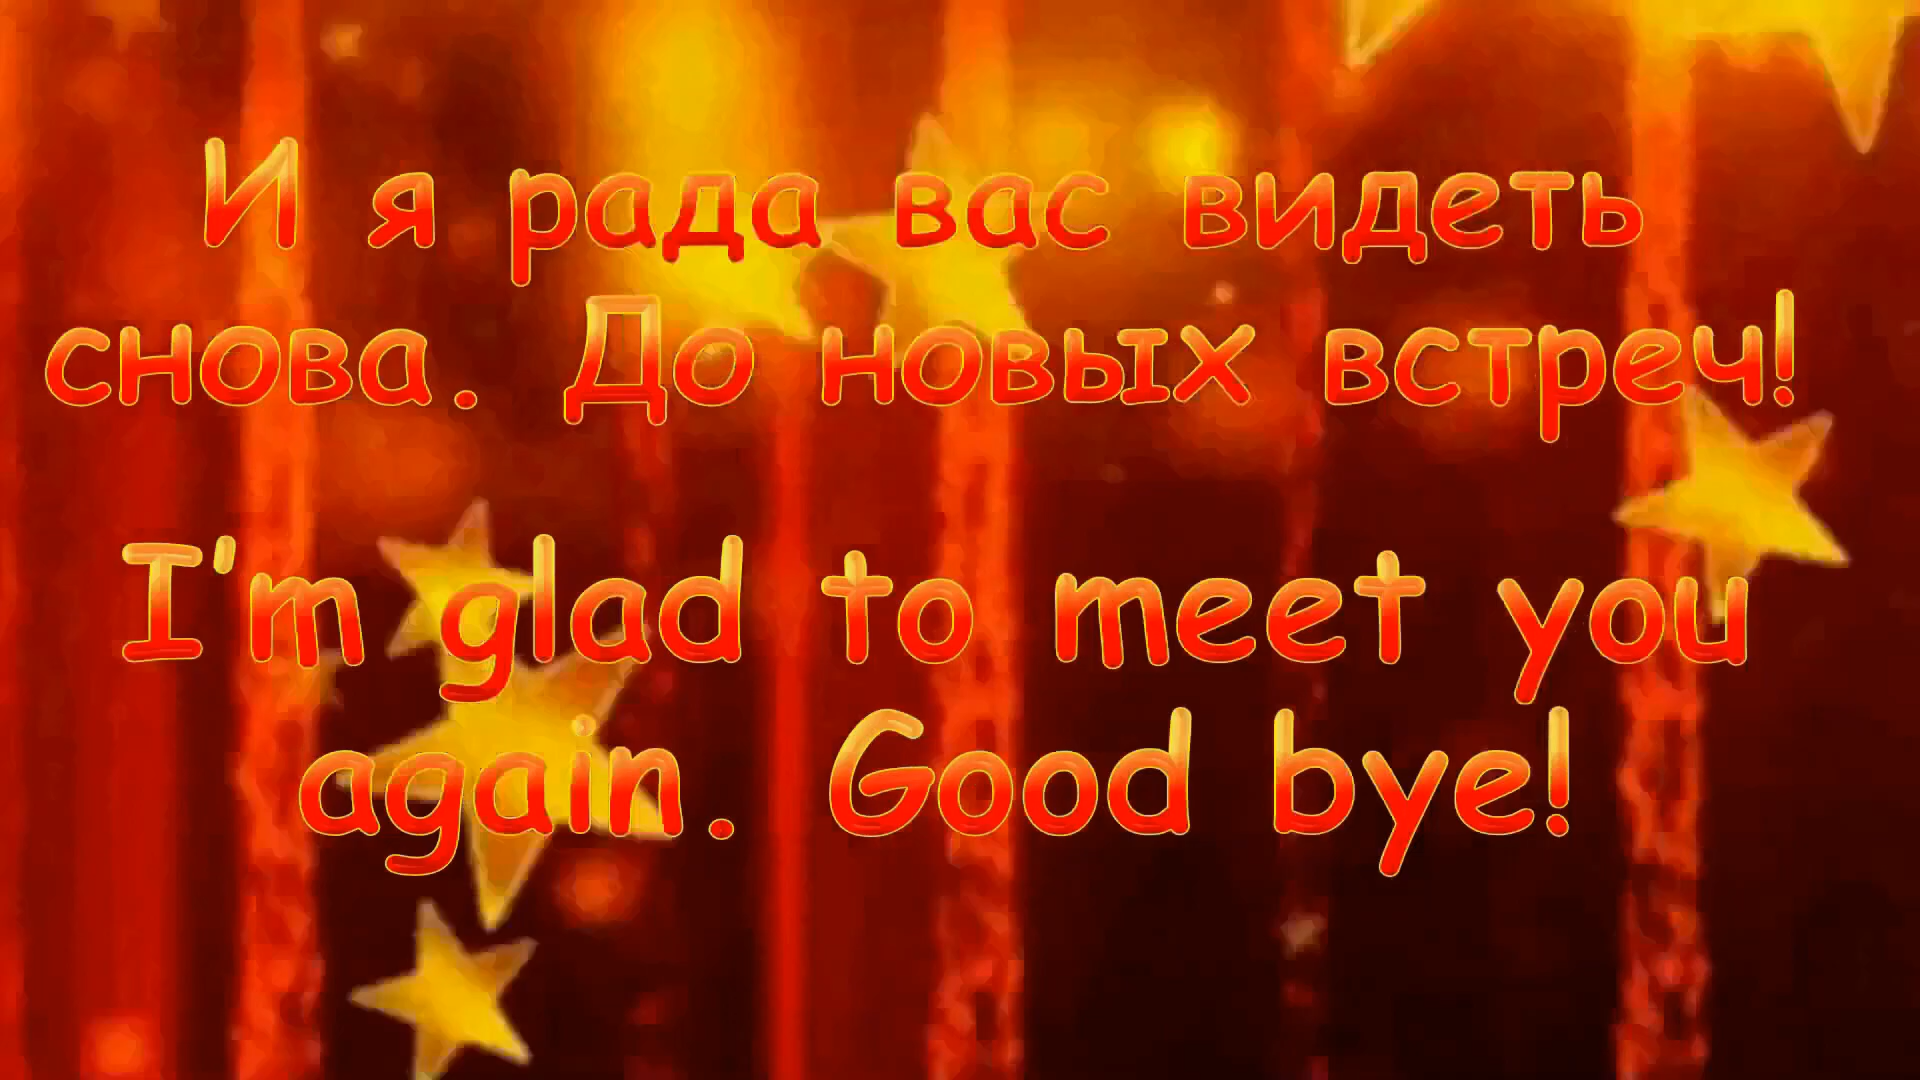 И я рада вас видеть
снова. До новых встреч!
I'm glad to meet you
again. Good bye!